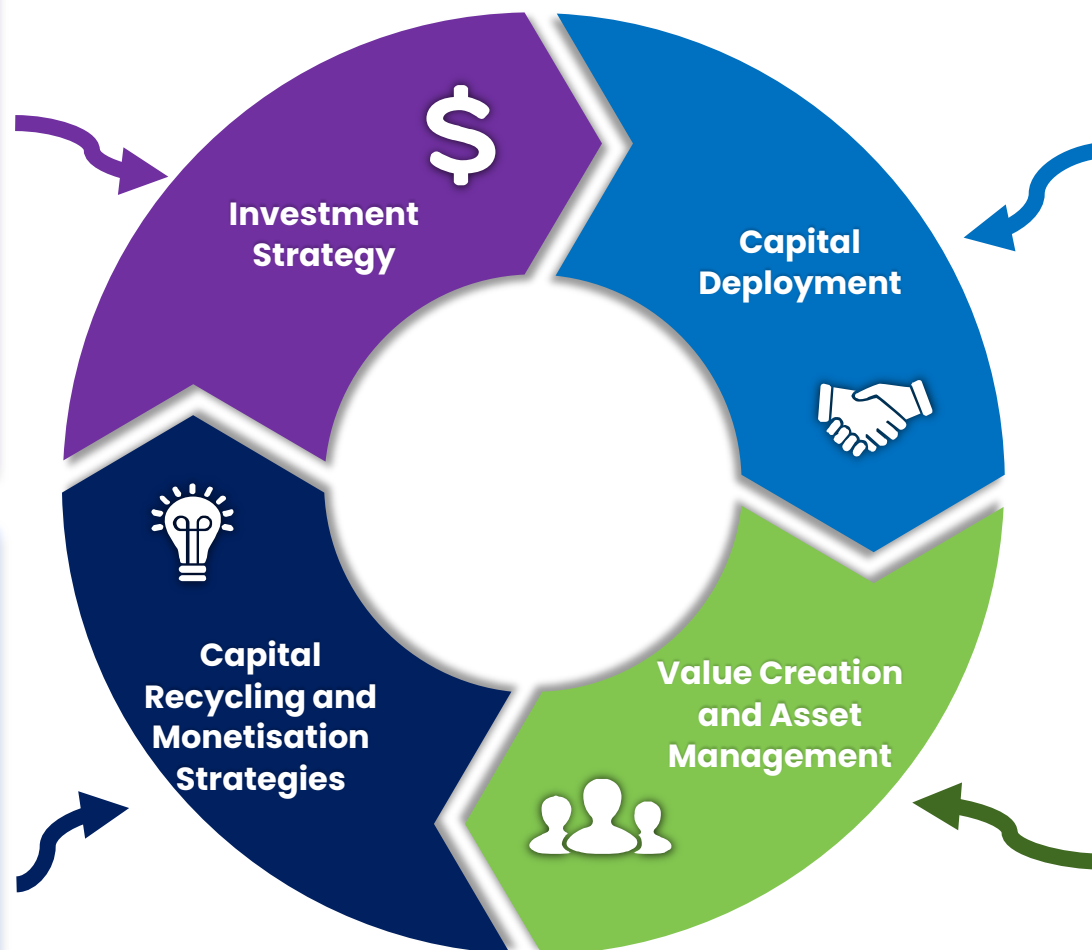 Investment
Strategy
Capital
Deployment
Value Creation
and Asset
Management
Capital
Recycling and
Monetisation
Strategies